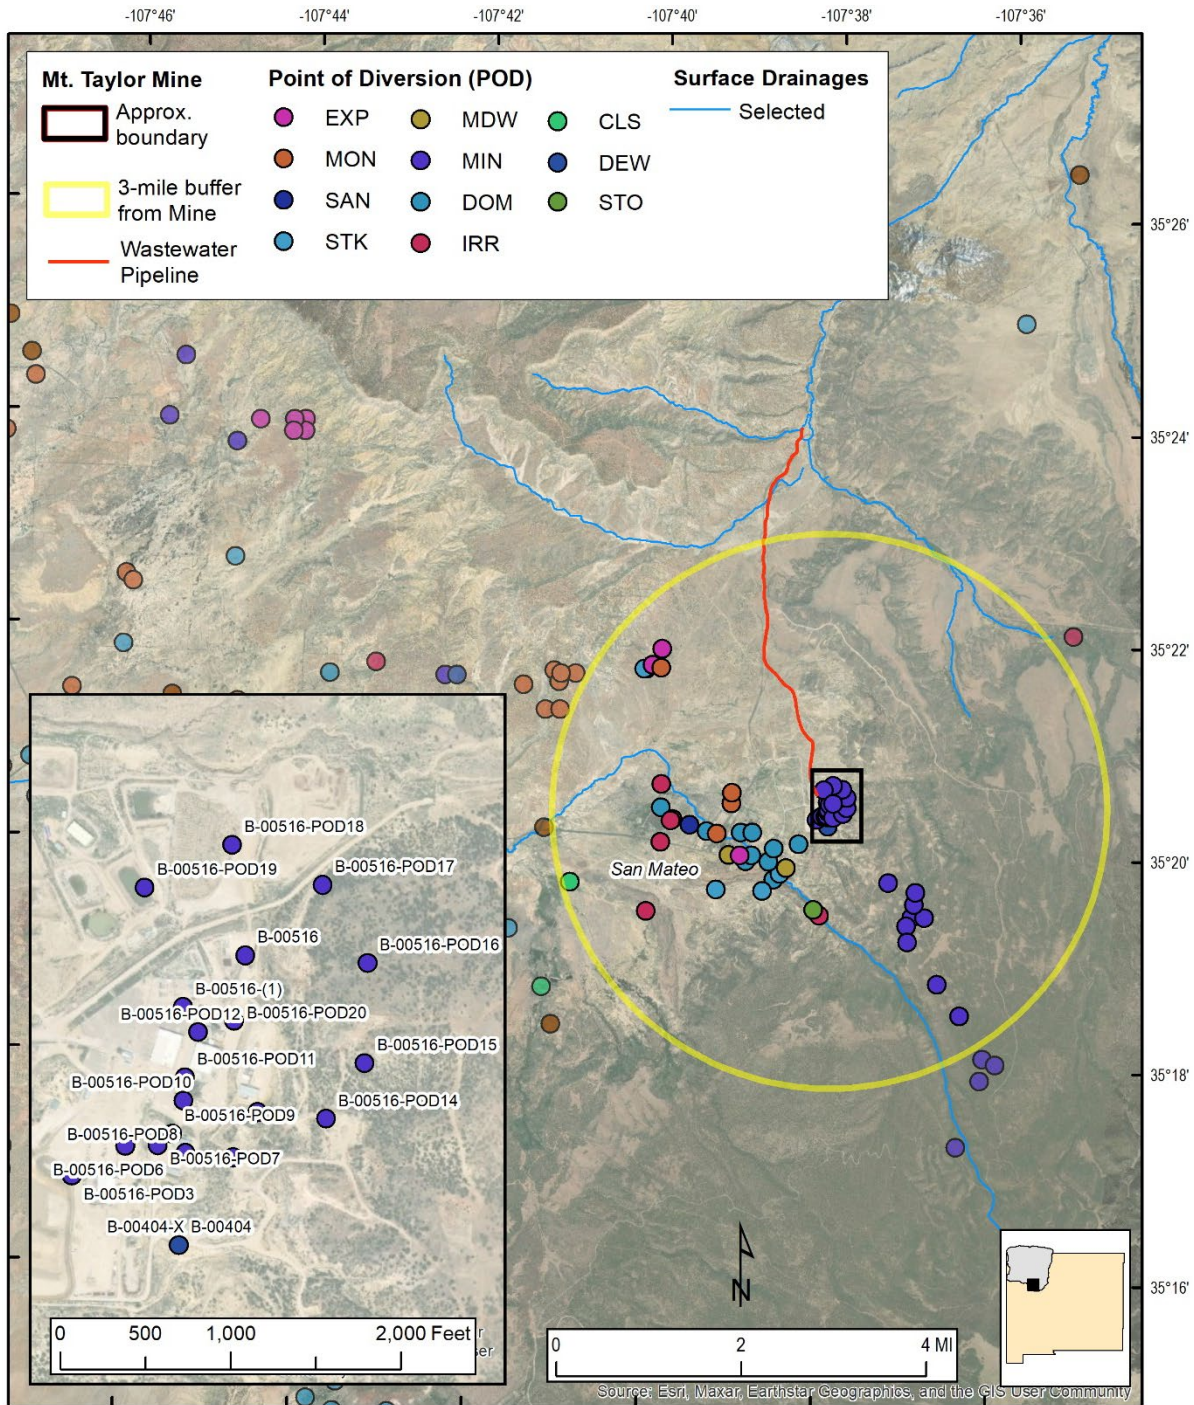 -107°46' -107°44' -107°42' -107°40' -107°38' -107°36'
Mt. Taylor Mine
Approx.
boundary
3-mile buffer
from Mine
Wastewater
Pipeline
Point of Diversion (POD)
EXP MDW CLS
MON MIN DEW
SAN DOM STO
STK IRR
Surface Drainages
Selected
35°26'
35°24'
35°22'
35°20'
35°18'
35°16'
San Mateo
B-00516-POD18
B-00516-POD19
B-00516-POD17
B-00516
B-00516-POD16
B-00516-(1)
B-00516-POD12
B-00516-POD20
B-00516-POD15
B-00516-POD11
B-00516-POD10
B-00516-POD14
B-00516-POD9
B-00516-POD8)
B-00516-POD7
B-00516-POD6
B-00516-POD3
B-00404-X B-00404
0 500 1,000 2,000 Feet
N
0 2 4 MI
Source: Esri, Maxar, Earthstar Geographics, and the GIS User Community